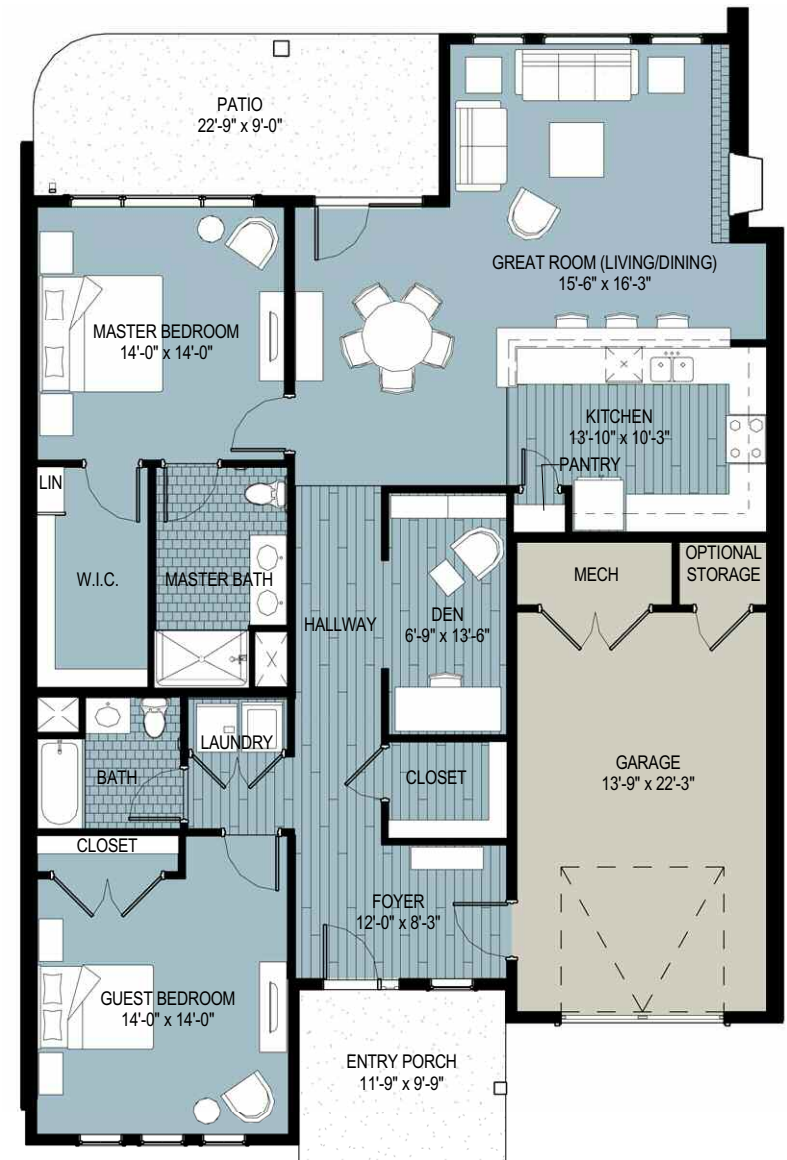 PATIO
22'-9" x 9'-0"
GREAT ROOM (LIVING/DINING)
15'-6" x 16'-3"
MASTER BEDROOM
14'-0" x 14'-0"
KITCHEN
13'-10" x 10'-3"
PANTRY
LIN
W.I.C.
MASTER BATH
HALLWAY
DEN
6'-9" x 13'-6"
MECH
OPTIONAL
STORAGE
LAUNDRY
BATH
CLOSET
GARAGE
13'-9" x 22'-3"
CLOSET
FOYER
12'-0" x 8'-3"
GUEST BEDROOM
14'-0" x 14'-0"
ENTRY PORCH
11'-9" x 9'-9"